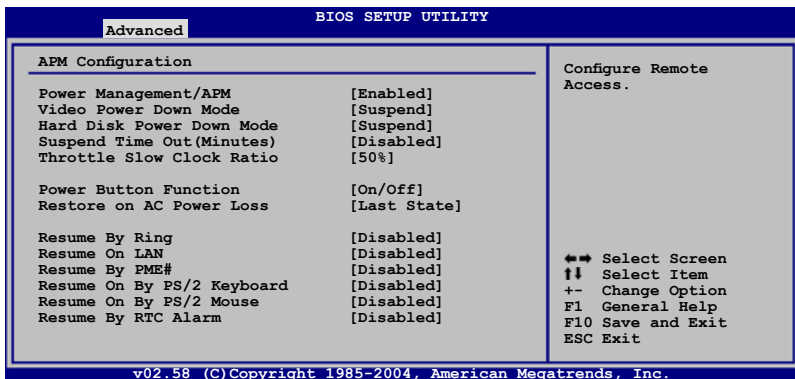 BIOS SETUP UTILITY
Advanced
APM Configuration
Power Management/APM [Enabled]
Video Power Down Mode [Suspend]
Hard Disk Power Down Mode [Suspend]
Suspend Time Out(Minutes) [Disabled]
Throttle Slow Clock Ratio [50%]
Power Button Function [On/Off]
Restore on AC Power Loss [Last State]
Resume By Ring [Disabled]
Resume On LAN [Disabled]
Resume By PME# [Disabled]
Resume On By PS/2 Keyboard [Disabled]
Resume On By PS/2 Mouse [Disabled]
Resume By RTC Alarm [Disabled]
Configure Remote
Access.
←→ Select Screen
↑↓ Select Item
+- Change Option
F1 General Help
F10 Save and Exit
ESC Exit
v02.58 (C)Copyright 1985-2004, American Megatrends, Inc.